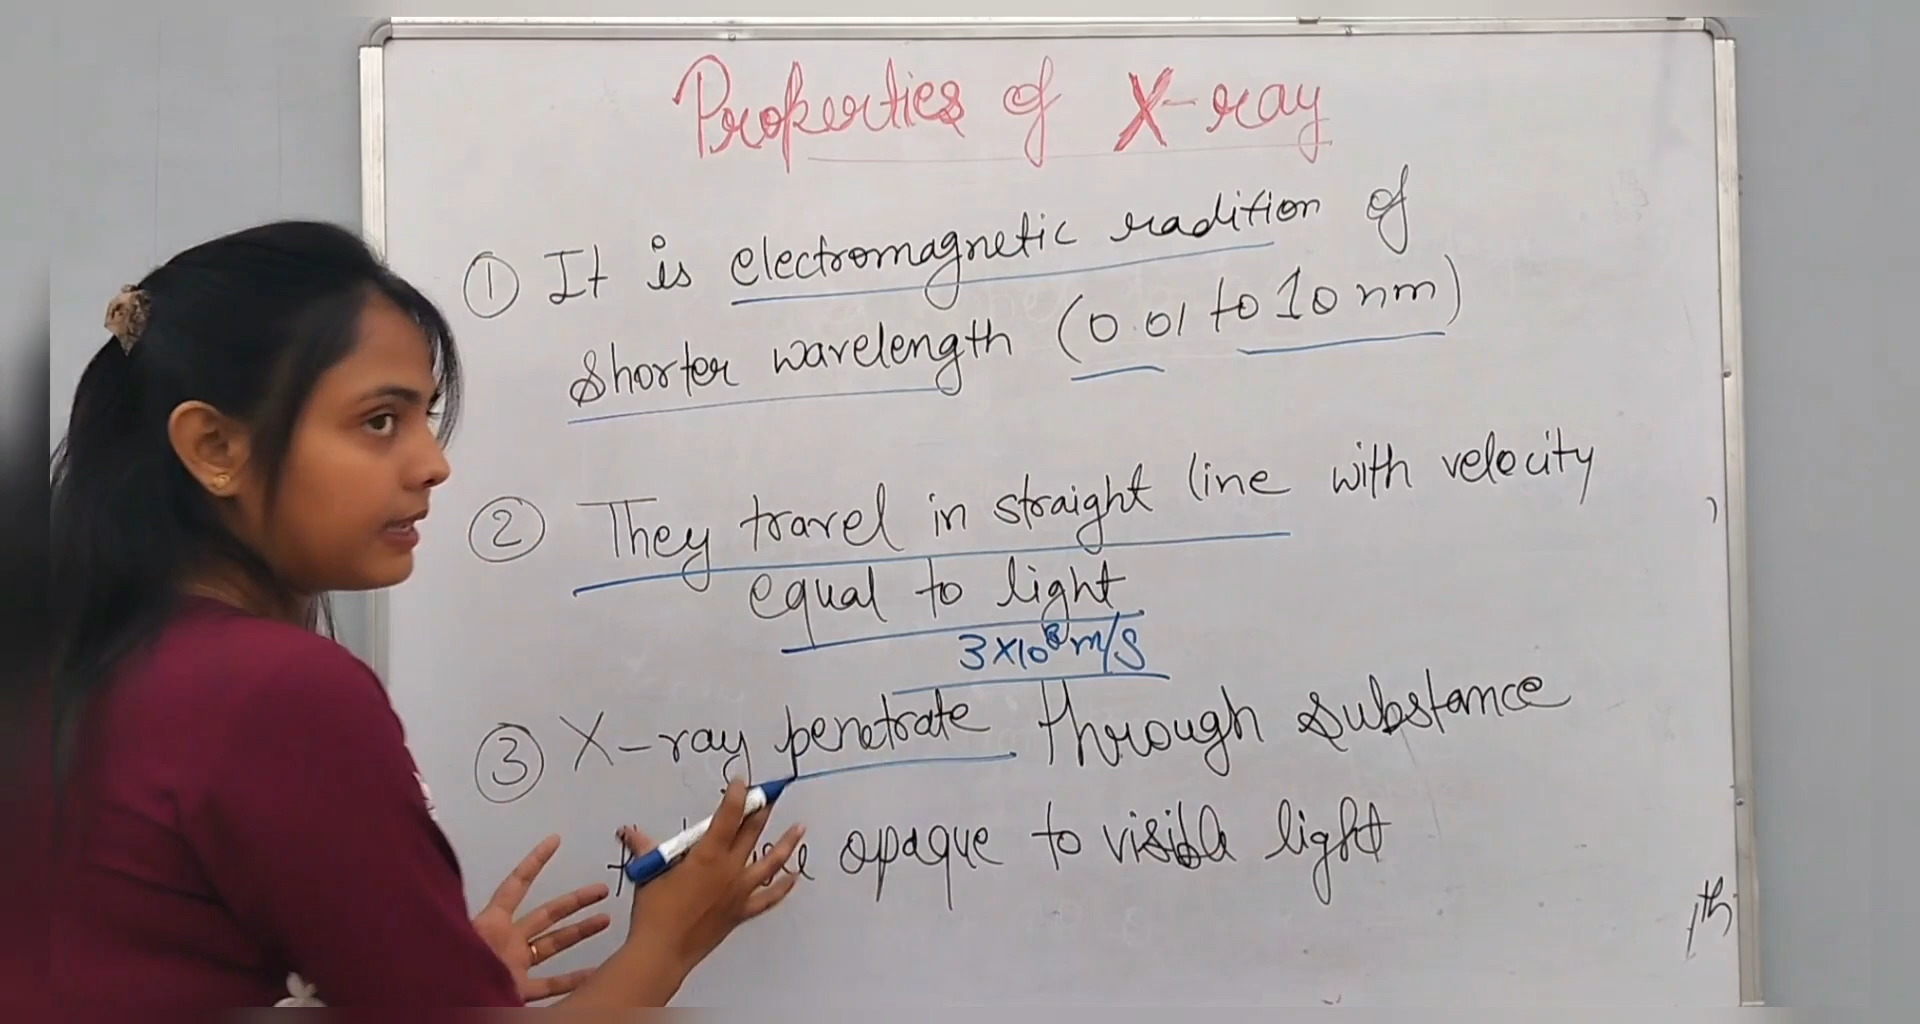 Properties of X-ray
① It is electromagnetic radition of
shorter wavelength (0.01 to 10 nm)
② They travel in straight line with velocity
equal to light
3×10⁸ m/s
③ X-ray penetrate through substance
opaque to visible light
th